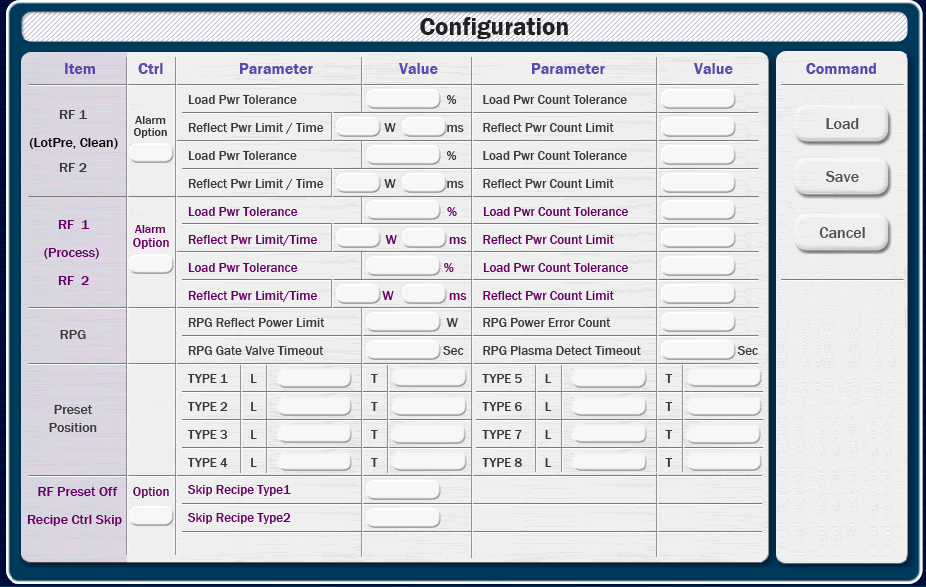 Configuration
Item Ctrl Parameter Value Parameter Value Command
RF 1
(LotPre, Clean)
RF 2
Alarm
Option
Load Pwr Tolerance % Load Pwr Count Tolerance
Reflect Pwr Limit / Time W ms Reflect Pwr Count Limit
Load Pwr Tolerance % Load Pwr Count Tolerance
Reflect Pwr Limit / Time W ms Reflect Pwr Count Limit
RF 1
(Process)
RF 2
Alarm
Option
Load Pwr Tolerance % Load Pwr Count Tolerance
Reflect Pwr Limit/Time W ms Reflect Pwr Count Limit
Load Pwr Tolerance % Load Pwr Count Tolerance
Reflect Pwr Limit/Time W ms Reflect Pwr Count Limit
RPG
RPG Reflect Power Limit W RPG Power Error Count
RPG Gate Valve Timeout Sec RPG Plasma Detect Timeout Sec
Preset
Position
TYPE 1 L T TYPE 5 L T
TYPE 2 L T TYPE 6 L T
TYPE 3 L T TYPE 7 L T
TYPE 4 L T TYPE 8 L T
RF Preset Off Option Skip Recipe Type1
Recipe Ctrl Skip Skip Recipe Type2
Load
Save
Cancel